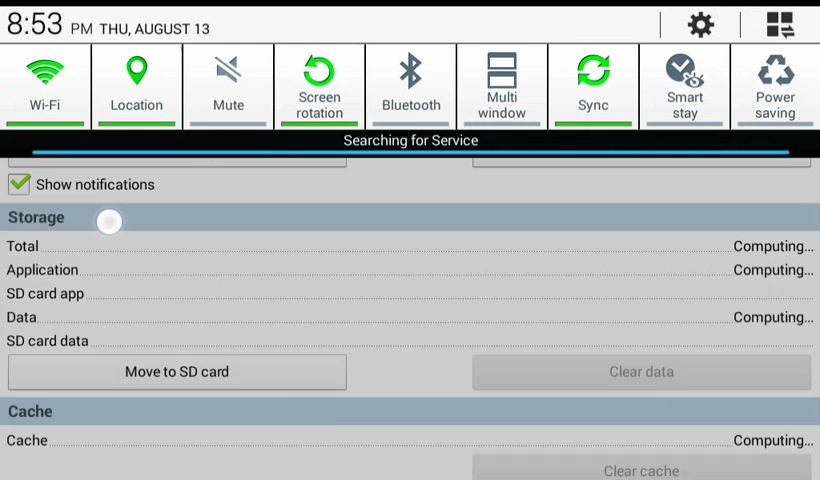 8:53 PM THU, AUGUST 13
Wi-Fi
Location
Mute
Screen rotation
Bluetooth
Multi window
Sync
Smart stay
Power saving
Searching for Service
Show notifications
Storage
Total Computing...
Application Computing...
SD card app
Data Computing...
SD card data
Move to SD card Clear data
Cache
Cache Computing...
Clear cache